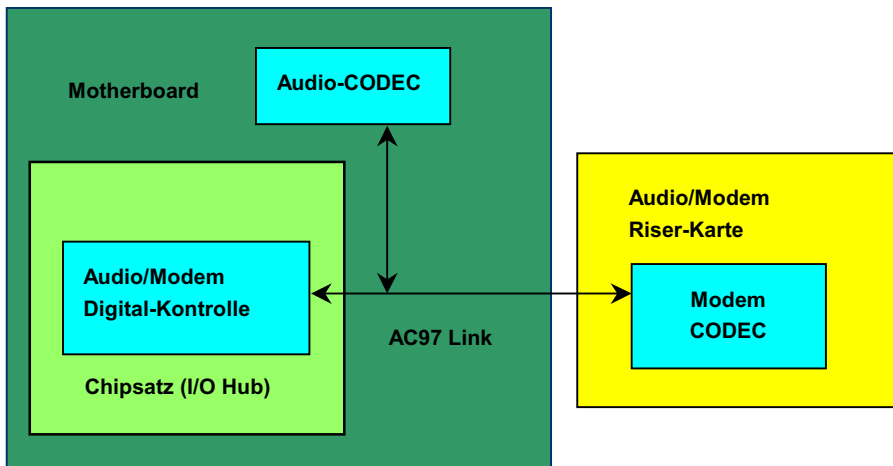 Motherboard
Audio-CODEC
Audio/Modem
Digital-Kontrolle
Chipsatz (I/O Hub)
AC97 Link
Audio/Modem
Riser-Karte
Modem
CODEC